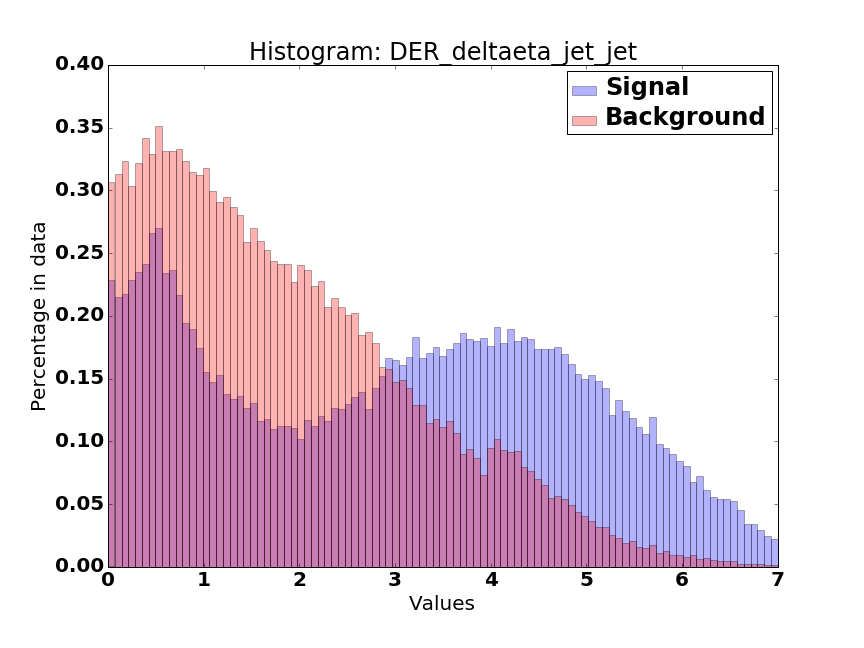 Histogram: DER_deltaeta_jet_jet
Signal
Background
Percentage in data
0.40
0.35
0.30
0.25
0.20
0.15
0.10
0.05
0.00
0 1 2 3 4 5 6 7
Values